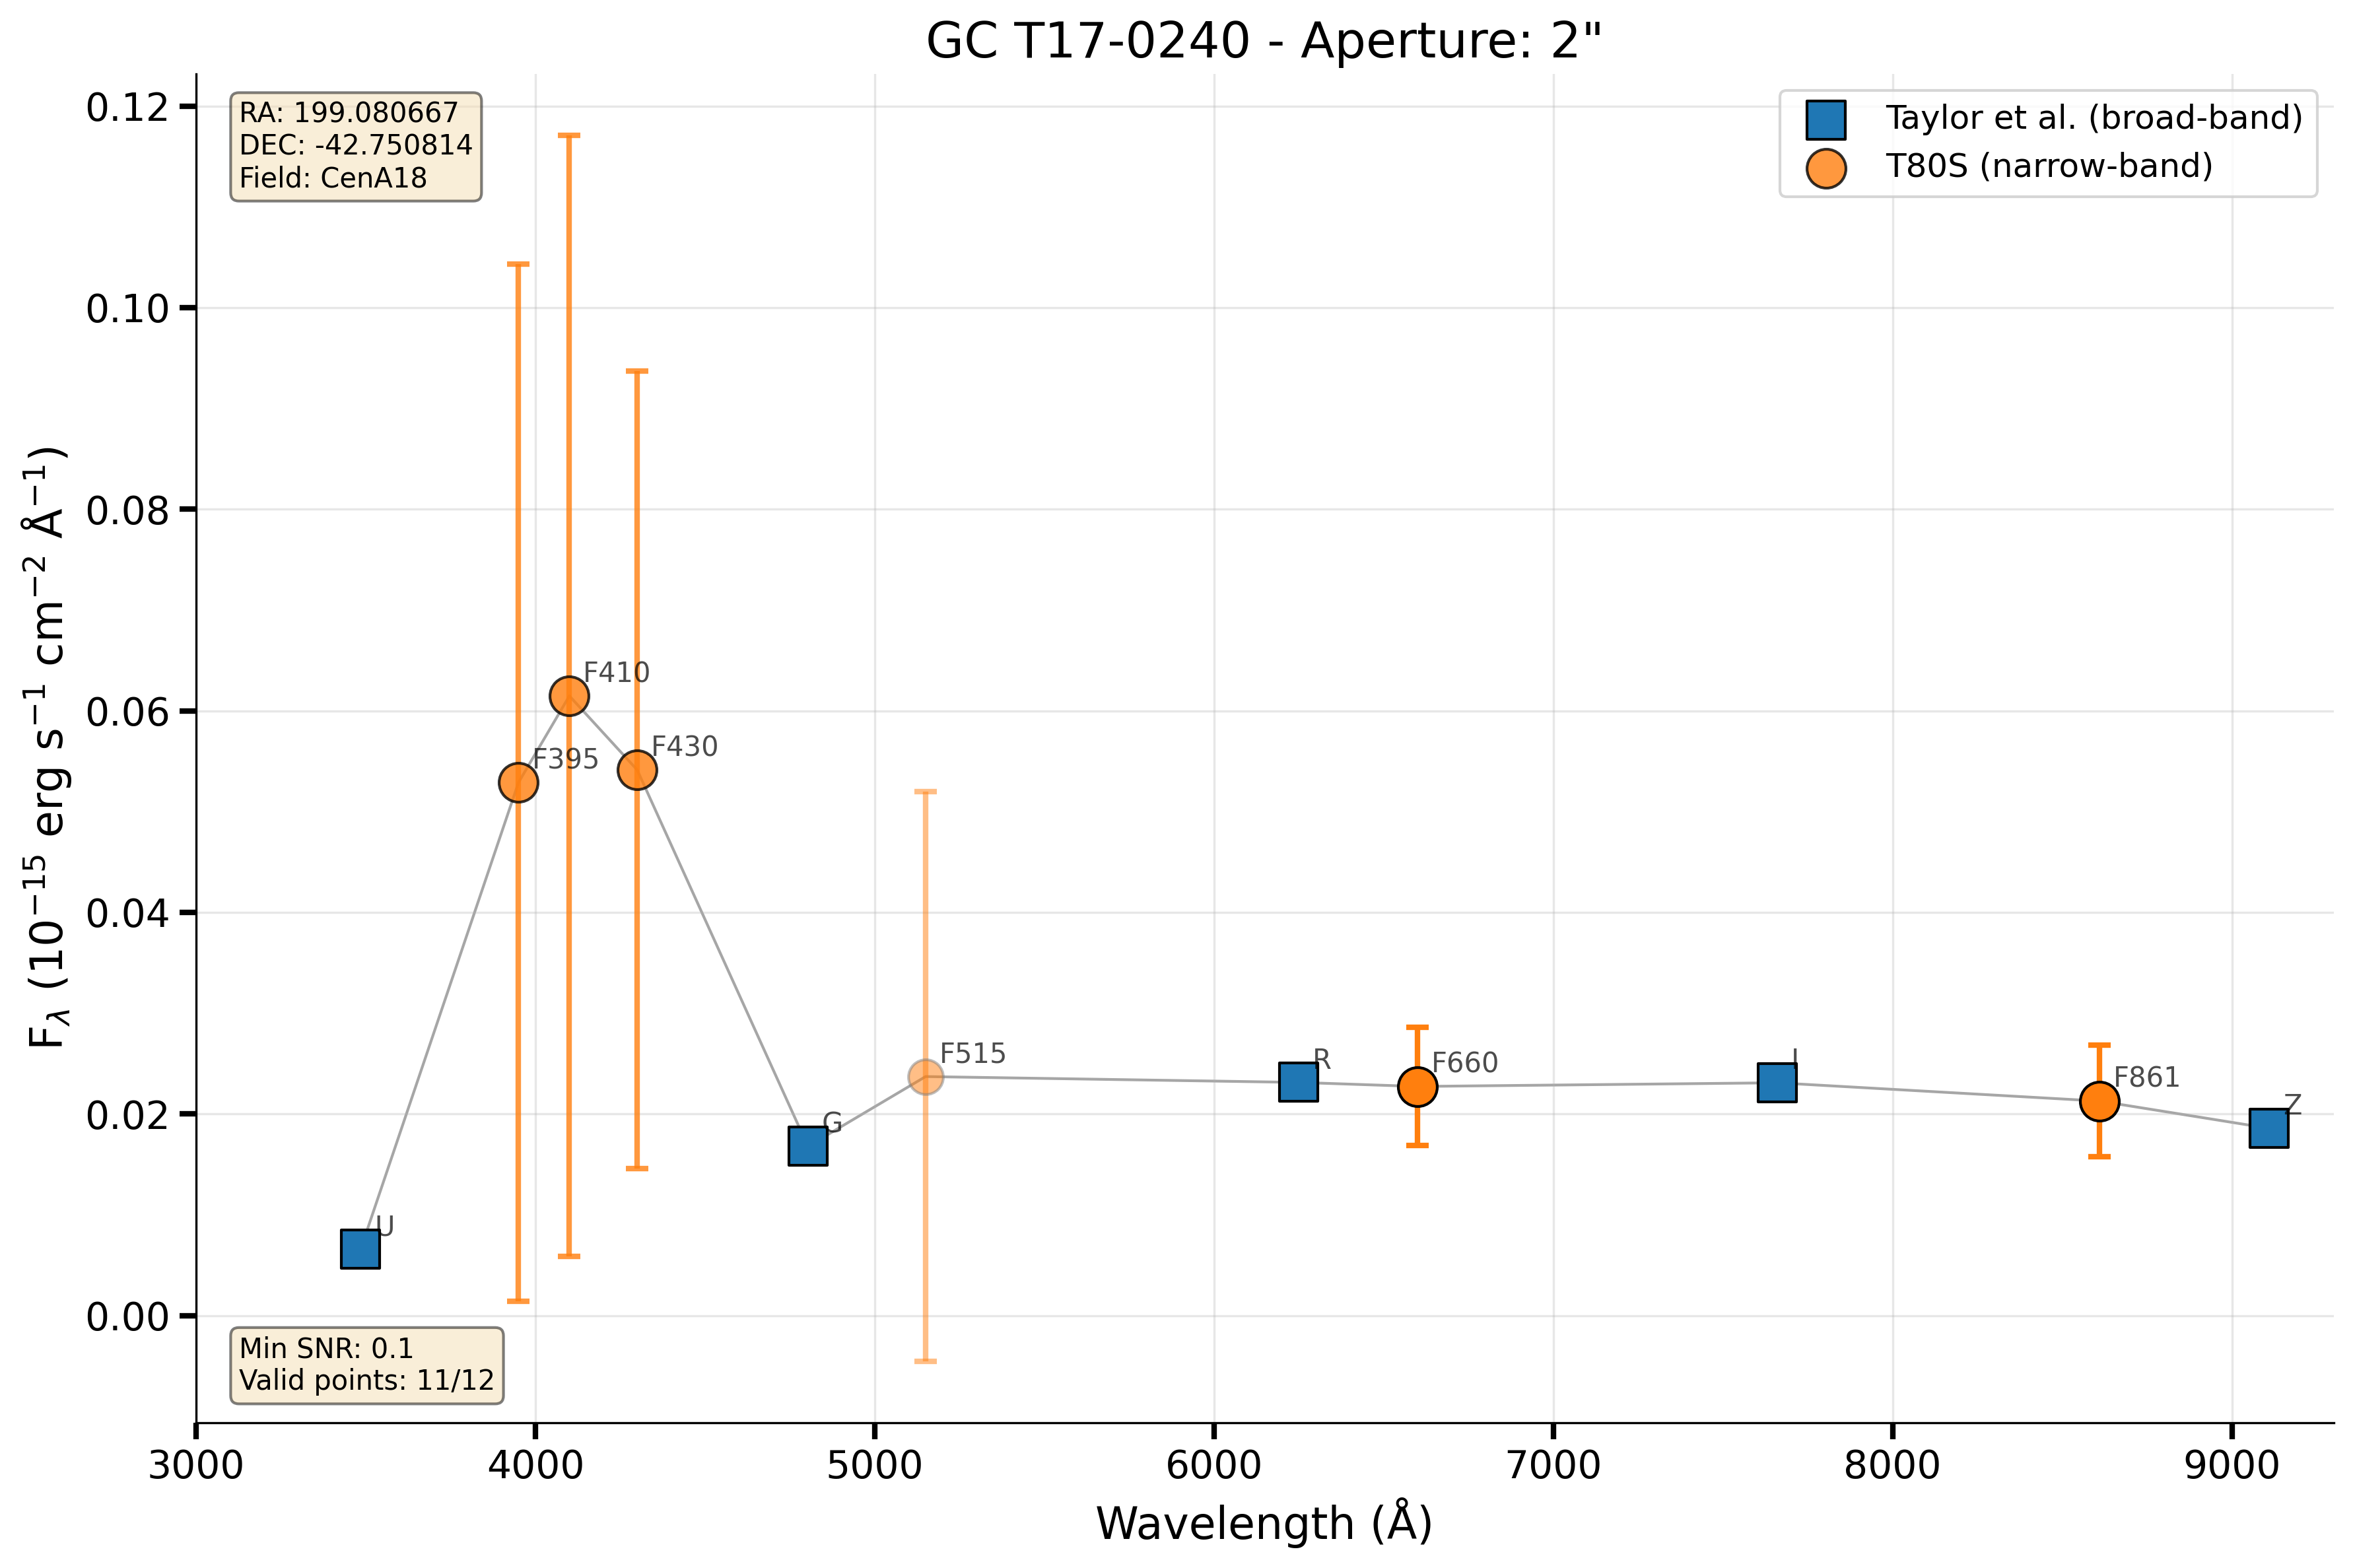 GC T17-0240 - Aperture: 2"
RA: 199.080667
DEC: -42.750814
Field: CenA18
Taylor et al. (broad-band)
T80S (narrow-band)
0.12
0.10
0.08
0.06
0.04
0.02
0.00
F$_{λ}$ (10$^{−15}$ erg s$^{−1}$ cm$^{−2}$ Å$^{−1}$)
F410
F430
F395
F515
R
F660
I
F861
Z
G
U
Min SNR: 0.1
Valid points: 11/12
3000 4000 5000 6000 7000 8000 9000
Wavelength (Å)